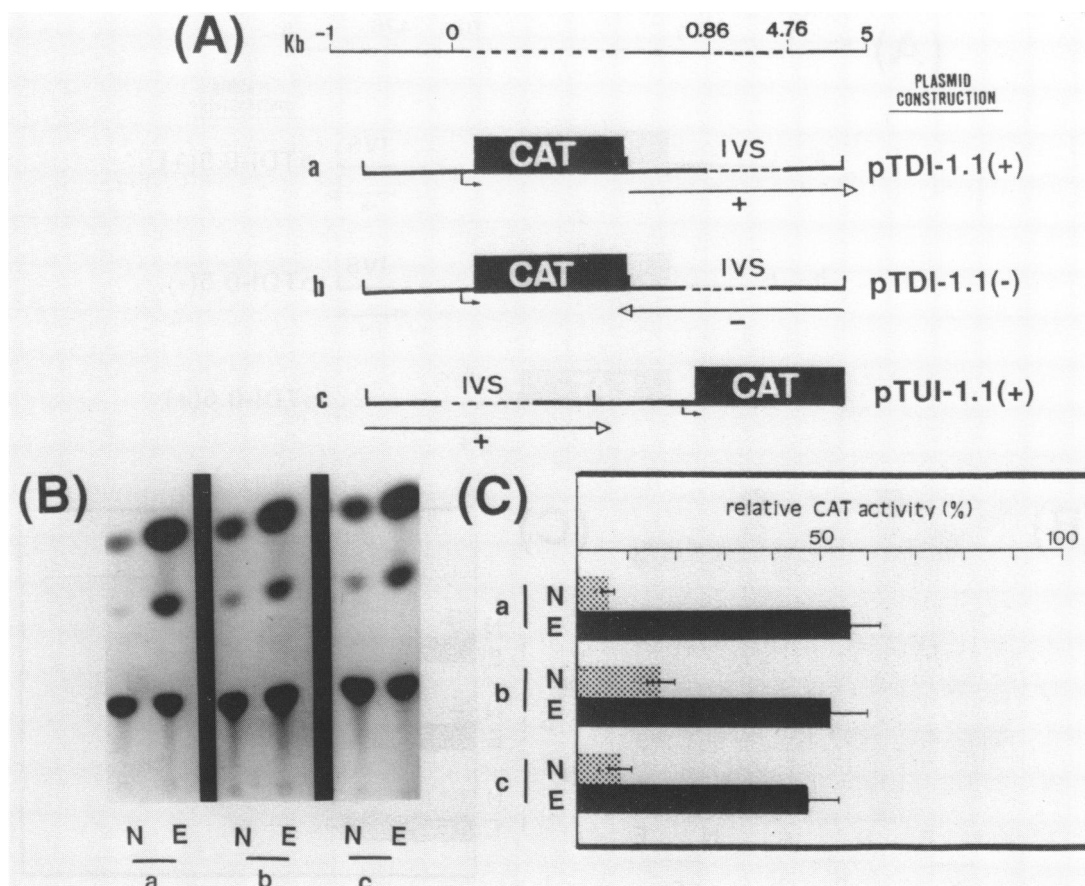 (A)
Kb -1 0 0.86 4.76 5
PLASMID
CONSTRUCTION
a CAT IVS pTDI-1.1(+)
+
b CAT IVS pTDI-1.1(-)
-
c IVS CAT pTUI-1.1(+)
+
(B)
N E N E N E
a b c
(C)
relative CAT activity (%)
50 100
a N
E
b N
E
c N
E